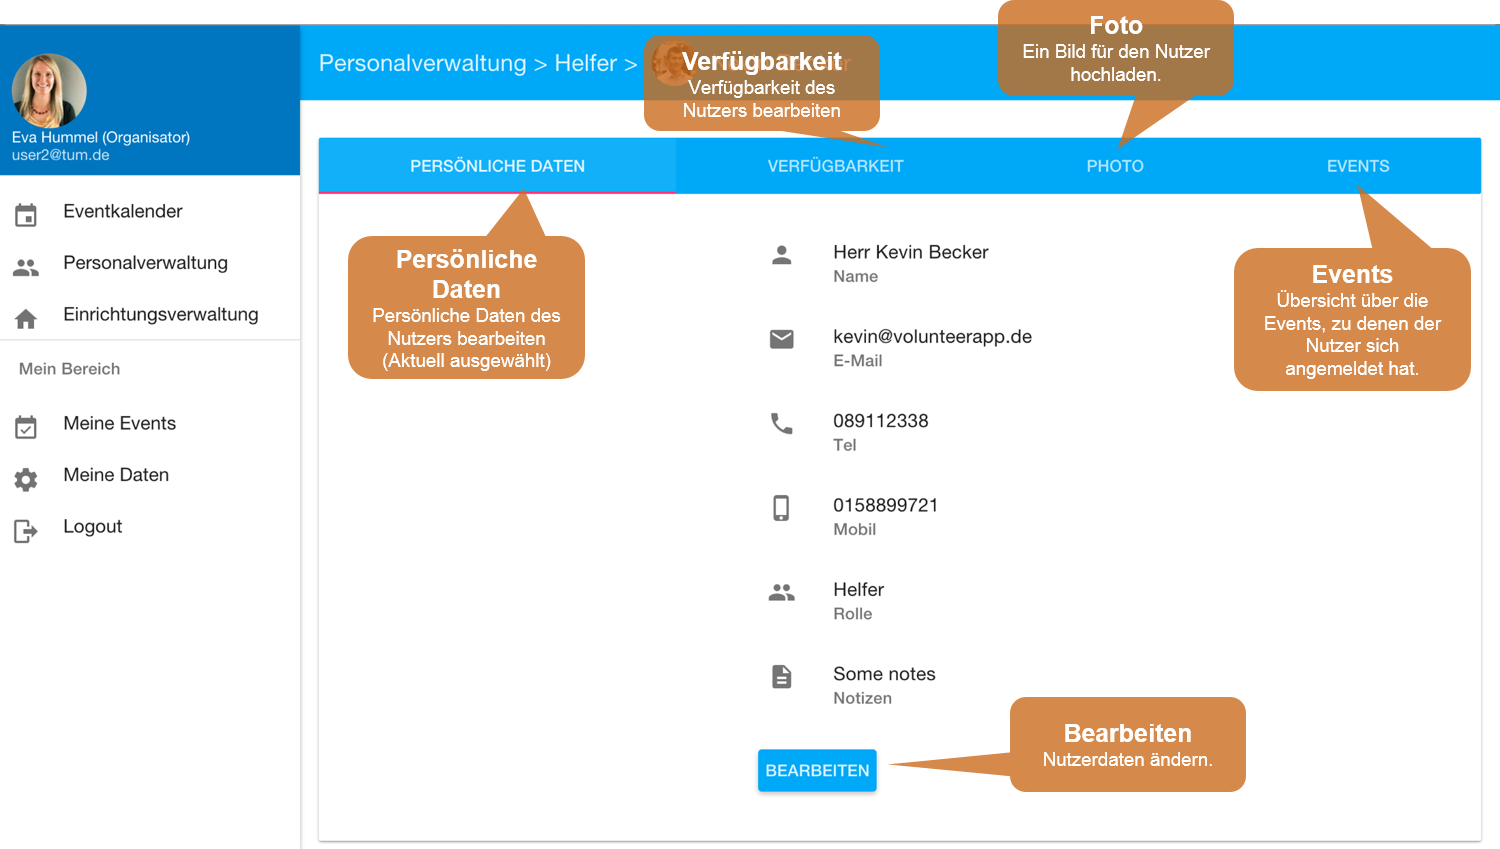 Eva Hummel (Organisator)
user2@tum.de
Eventkalender
Personalverwaltung
Einrichtungsverwaltung
Mein Bereich
Meine Events
Meine Daten
Logout
Personalverwaltung > Helfer >
Verfügbarkeit
Verfügbarkeit des
Nutzers bearbeiten
Foto
Ein Bild für den Nutzer
hochladen.
PERSÖNLICHE DATEN
VERFÜGBARKEIT
PHOTO
EVENTS
Persönliche
Daten
Persönliche Daten des
Nutzers bearbeiten
(Aktuell ausgewählt)
Herr Kevin Becker
Name
kevin@volunteerapp.de
E-Mail
089112338
Tel
0158899721
Mobil
Helfer
Rolle
Some notes
Notizen
Events
Übersicht über die
Events, zu denen der
Nutzer sich
angemeldet hat.
BEARBEITEN
Bearbeiten
Nutzerdaten ändern.